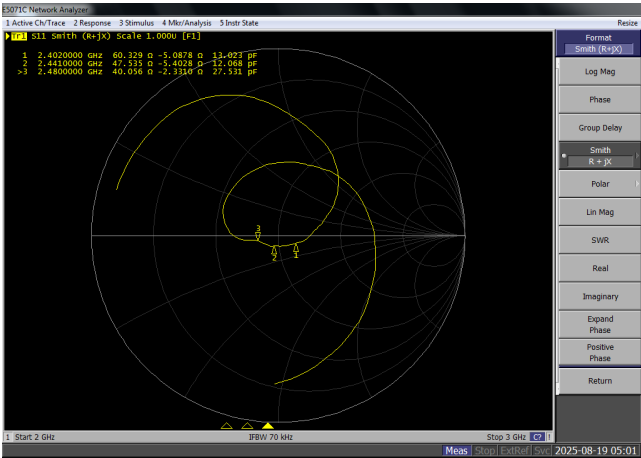 E5071C Network Analyzer
1 Active Ch/Trace 2 Response 3 Stimulus 4 Mkr/Analysis 5 Instr State
Resize
Tr1 S11 Smith (R+jX) Scale 1.000U [F1]
1 2.4020000 GHz 60.329 Ω -5.0878 Ω 13.023 pF
2 2.4410000 GHz 47.535 Ω -5.4028 Ω 12.068 pF
>3 2.4800000 GHz 40.056 Ω -2.3310 Ω 27.531 pF
3
2
1
Format
Smith (R+jX)
Log Mag
Phase
Group Delay
Smith
R + jX
Polar
Lin Mag
SWR
Real
Imaginary
Expand
Phase
Positive
Phase
Return
1 Start 2 GHz
IFBW 70 kHz
Stop 3 GHz C? !
Meas Stop ExtRef Svc 2025-08-19 05:01